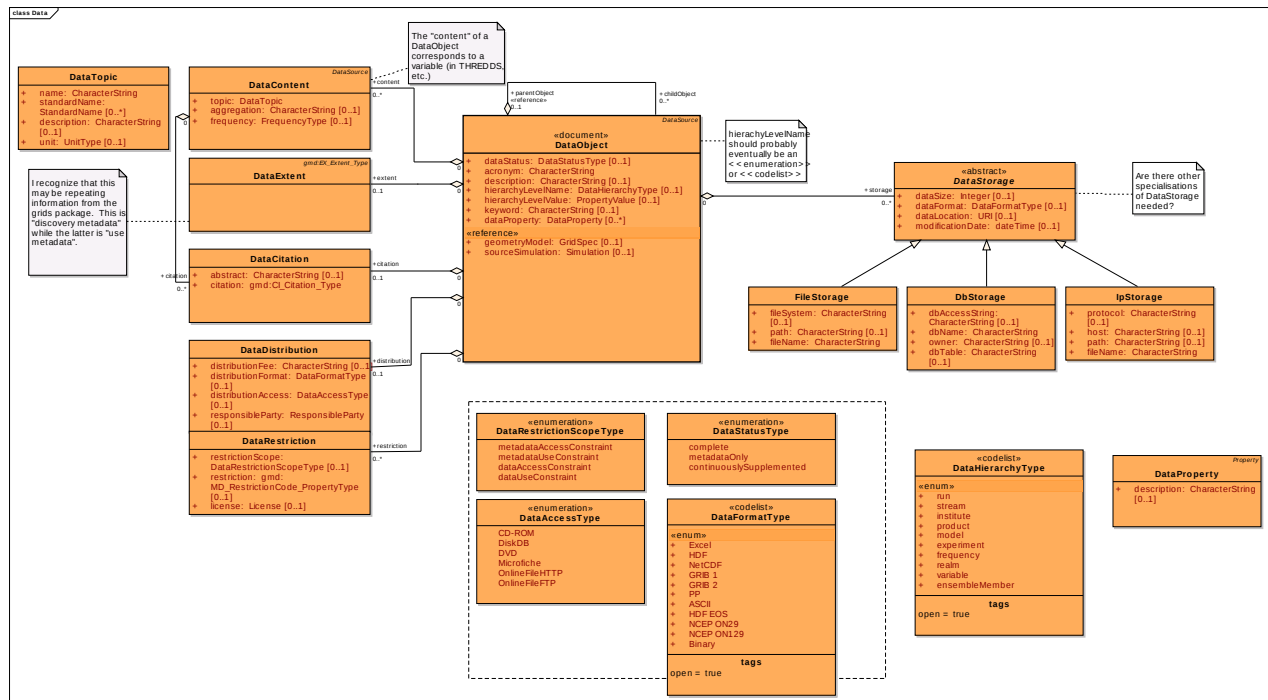 class Data
DataTopic
+ name: CharacterString
+ standardName:
StandardName [0..*]
+ description: CharacterString
[0..1]
+ unit: UnitType [0..1]
DataSource
DataContent
+ topic: DataTopic
+ aggregation: CharacterString [0..1]
+ frequency: FrequencyType [0..1]
The "content" of a
DataObject
corresponds to a
variable (in THREDDS,
etc.)
+content
0..*
0
I recognize that this
may be repeating
information from the
grids package. This is
"discovery metadata"
while the latter is "use
metadata".
gmd:EX_Extent_Type
DataExtent
+extent
0..1
+citation
0..*
DataCitation
+ abstract: CharacterString [0..1]
+ citation: gmd:CI_Citation_Type
+citation
0..1
DataDistribution
+ distributionFee: CharacterString [0..1]
+ distributionFormat: DataFormatType
[0..1]
+ distributionAccess: DataAccessType
[0..1]
+ responsibleParty: ResponsibleParty
[0..1]
+distribution
0..1
DataRestriction
+ restrictionScope:
DataRestrictionScopeType [0..1]
+ restriction: gmd:
MD_RestrictionCode_PropertyType
[0..1]
+ license: License [0..1]
+restriction
0..*
+parentObject
«reference»
0..1
+childObject
0..*
DataSource
«document»
DataObject
+ dataStatus: DataStatusType [0..1]
+ acronym: CharacterString
+ description: CharacterString [0..1]
+ hierarchyLevelName: DataHierarchyType [0..1]
+ hierarchyLevelValue: PropertyValue [0..1]
+ keyword: CharacterString [0..1]
+ dataProperty: DataProperty [0..*]
«reference»
+ geometryModel: GridSpec [0..1]
+ sourceSimulation: Simulation [0..1]
0
0
0
0
0
0
hierachyLevelName
should probably
eventually be an
< < enumeration> >
or < < codelist> >
+storage
0..*
«abstract»
DataStorage
+ dataSize: Integer [0..1]
+ dataFormat: DataFormatType [0..1]
+ dataLocation: URI [0..1]
+ modificationDate: dateTime [0..1]
Are there other
specialisations
of DataStorage
needed?
FileStorage
+ fileSystem: CharacterString
[0..1]
+ path: CharacterString [0..1]
+ fileName: CharacterString
DbStorage
+ dbAccessString:
CharacterString [0..1]
+ dbName: CharacterString
+ owner: CharacterString [0..1]
+ dbTable: CharacterString
[0..1]
IpStorage
+ protocol: CharacterString
[0..1]
+ host: CharacterString [0..1]
+ path: CharacterString [0..1]
+ fileName: CharacterString
«enumeration»
DataRestrictionScopeType
metadataAccessConstraint
metadataUseConstraint
dataAccessConstraint
dataUseConstraint
«enumeration»
DataStatusType
complete
metadataOnly
continuouslySupplemented
«enumeration»
DataAccessType
CD-ROM
DiskDB
DVD
Microfiche
OnlineFileHTTP
OnlineFileFTP
«codelist»
DataFormatType
«enum»
+ Excel
+ HDF
+ NetCDF
+ GRIB 1
+ GRIB 2
+ PP
+ ASCII
+ HDF EOS
+ NCEP ON29
+ NCEP ON129
+ Binary
tags
open = true
«codelist»
DataHierarchyType
«enum»
+ run
+ stream
+ institute
+ product
+ model
+ experiment
+ frequency
+ realm
+ variable
+ ensembleMember
tags
open = true
Property
DataProperty
+ description: CharacterString
[0..1]